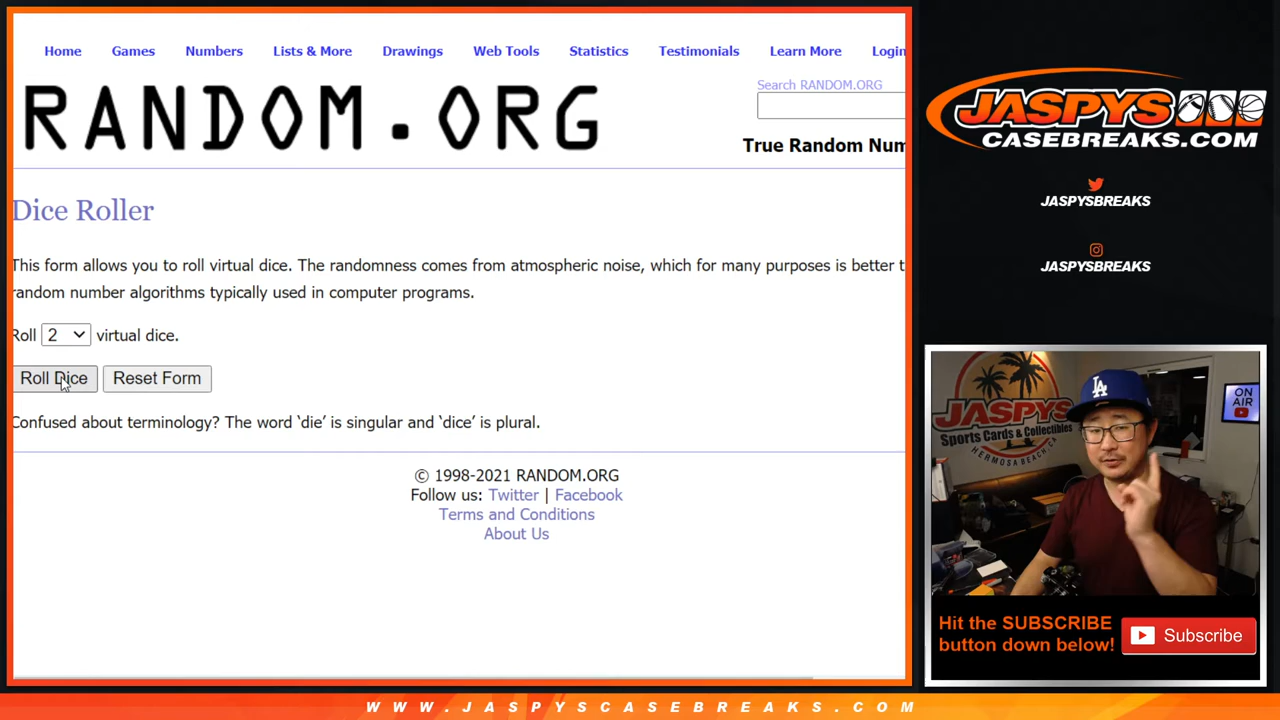 Home Games Numbers Lists & More Drawings Web Tools Statistics Testimonials Learn More Login
RANDOM.ORG
Search RANDOM.ORG
True Random Num
Dice Roller
This form allows you to roll virtual dice. The randomness comes from atmospheric noise, which for many purposes is better t
random number algorithms typically used in computer programs.
Roll 2 virtual dice.
Roll Dice Reset Form
Confused about terminology? The word ‘die’ is singular and ‘dice’ is plural.
© 1998-2021 RANDOM.ORG
Follow us: Twitter | Facebook
Terms and Conditions
About Us
JASPYS
CASEBREAKS.COM
JASPYSBREAKS
JASPYSBREAKS
JASPYS
Sports Cards & Collectibles
HERMOSA BEACH, CA
LA
ON
AIR
Hit the SUBSCRIBE
button down below!
Subscribe
WWW.JASPYSCASEBREAKS.COM